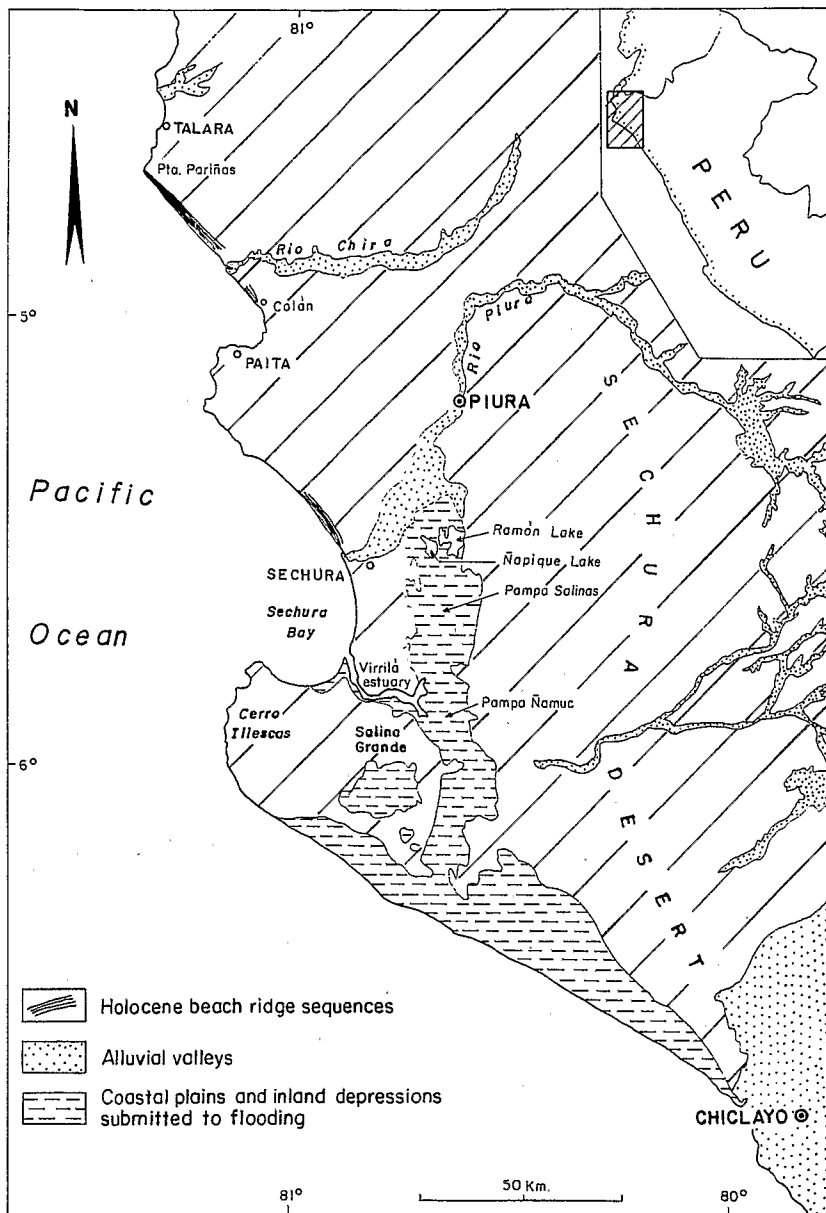 81°
N
TALARA
Pta. Pariñas
Rio Chira
Colán
5°
PAITA
Rio Piura
PIURA
PERU
SECHURA DESERT
Pacific
Ocean
Ramón Lake
Ñapique Lake
SECHURA
Pampa Salinas
Sechura
Bay
Virrilá
estuary
Pampa Ñamuc
Cerro
Illescas
Salina
Grande
6°
Holocene beach ridge sequences
Alluvial valleys
Coastal plains and inland depressions
submitted to flooding
CHICLAYO
81°
50 Km.
80°